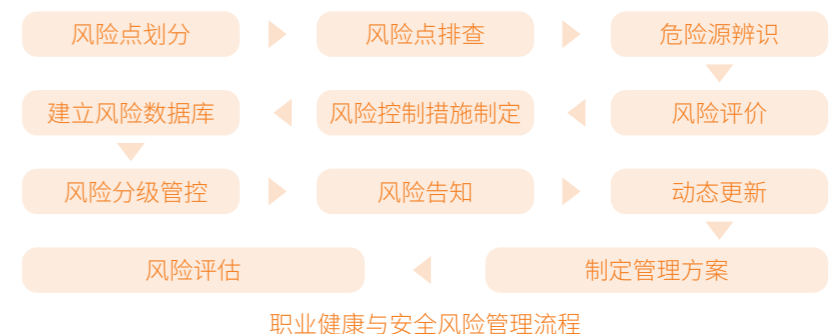 风险点划分
风险点排查
危险源辨识
建立风险数据库
风险控制措施制定
风险评价
风险分级管控
风险告知
动态更新
风险评估
制定管理方案
职业健康与安全风险管理流程